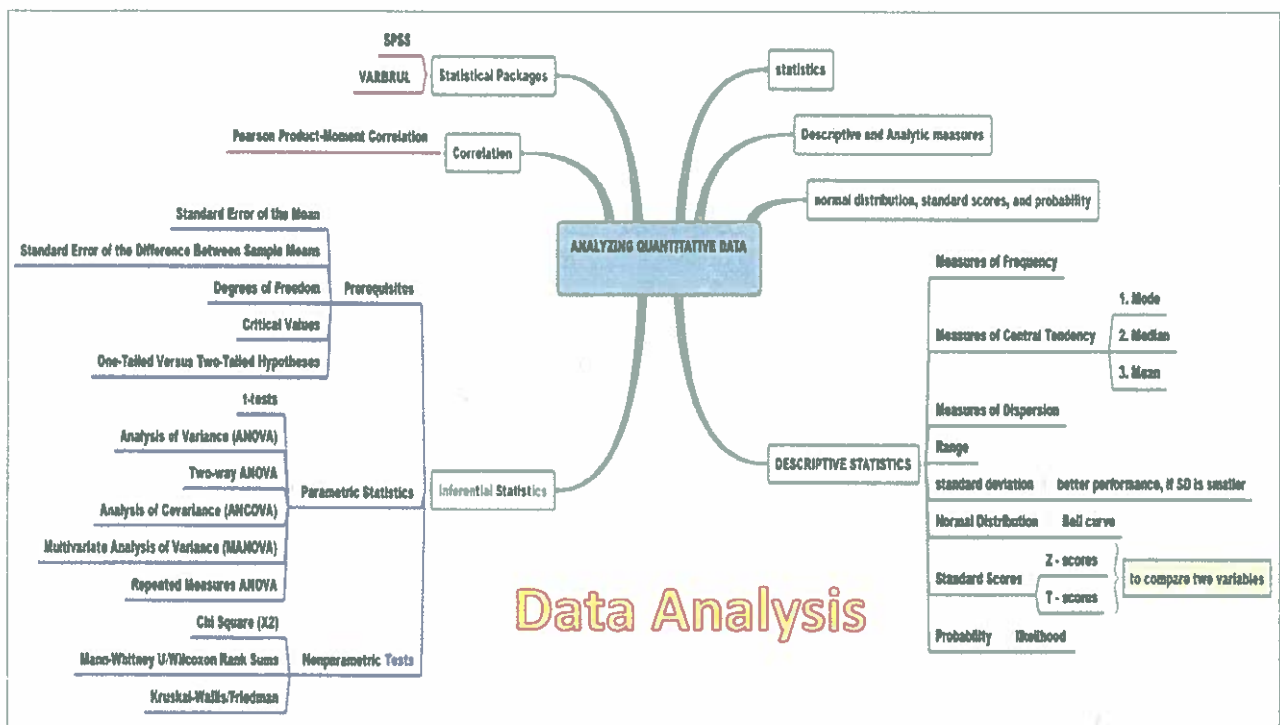 SPSS
VARBRUL
Statistical Packages
Pearson Product-Moment Correlation
Correlation
Standard Error of the Mean
Standard Error of the Difference Between Sample Means
Degrees of Freedom
Critical Values
One-Tailed Versus Two-Tailed Hypotheses
Prerequisites
t-tests
Analysis of Variance (ANOVA)
Two-way ANOVA
Analysis of Covariance (ANCOVA)
Multivariate Analysis of Variance (MANOVA)
Repeated Measures ANOVA
Parametric Statistics
Inferential Statistics
Chi Square (X2)
Mann-Whitney U/Wilcoxon Rank Sums
Kruskal-Wallis/Friedman
Nonparametric Tests
ANALYZING QUANTITATIVE DATA
statistics
Descriptive and Analytic measures
normal distribution, standard scores, and probability
DESCRIPTIVE STATISTICS
Measures of Frequency
Measures of Central Tendency
1. Mode
2. Median
3. Mean
Measures of Dispersion
Range
standard deviation better performance, if SD is smaller
Normal Distribution Bell curve
Standard Scores
Z - scores
T - scores
to compare two variables
Probability likelihood
Data Analysis